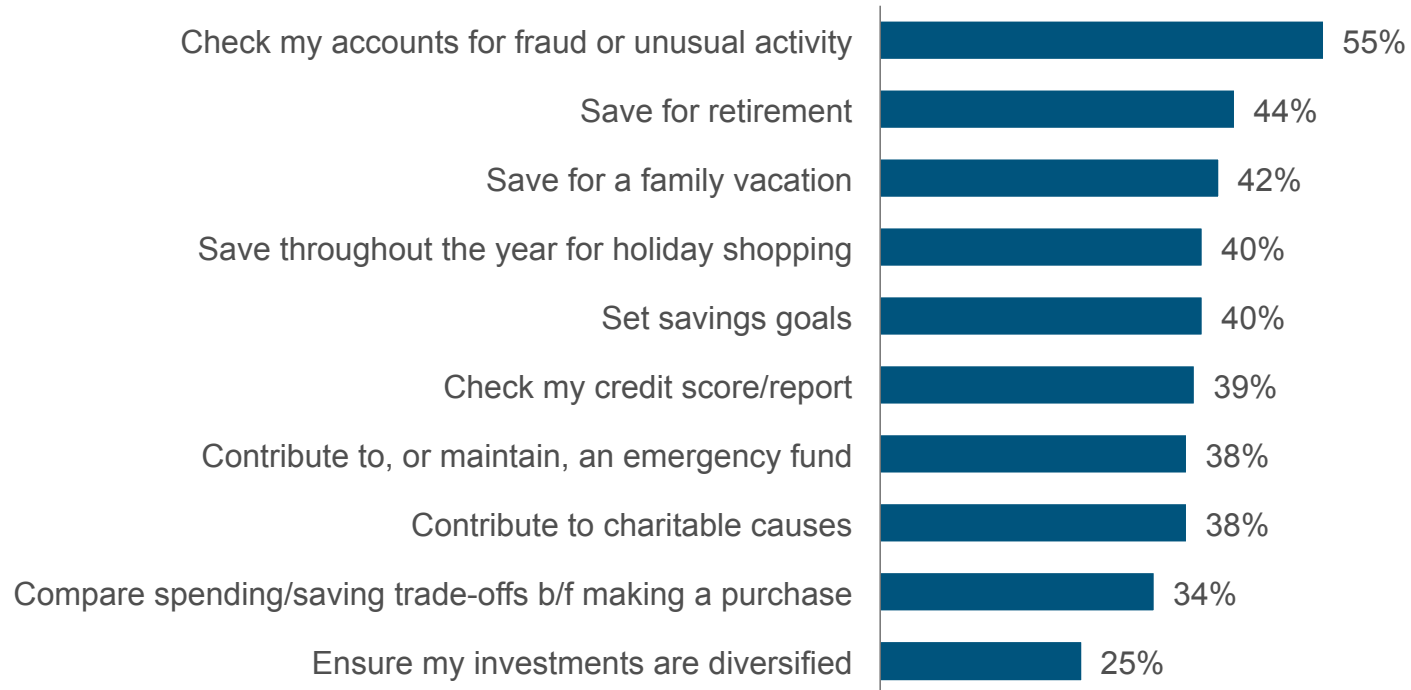 Check my accounts for fraud or unusual activity 55%
Save for retirement 44%
Save for a family vacation 42%
Save throughout the year for holiday shopping 40%
Set savings goals 40%
Check my credit score/report 39%
Contribute to, or maintain, an emergency fund 38%
Contribute to charitable causes 38%
Compare spending/saving trade-offs b/f making a purchase 34%
Ensure my investments are diversified 25%